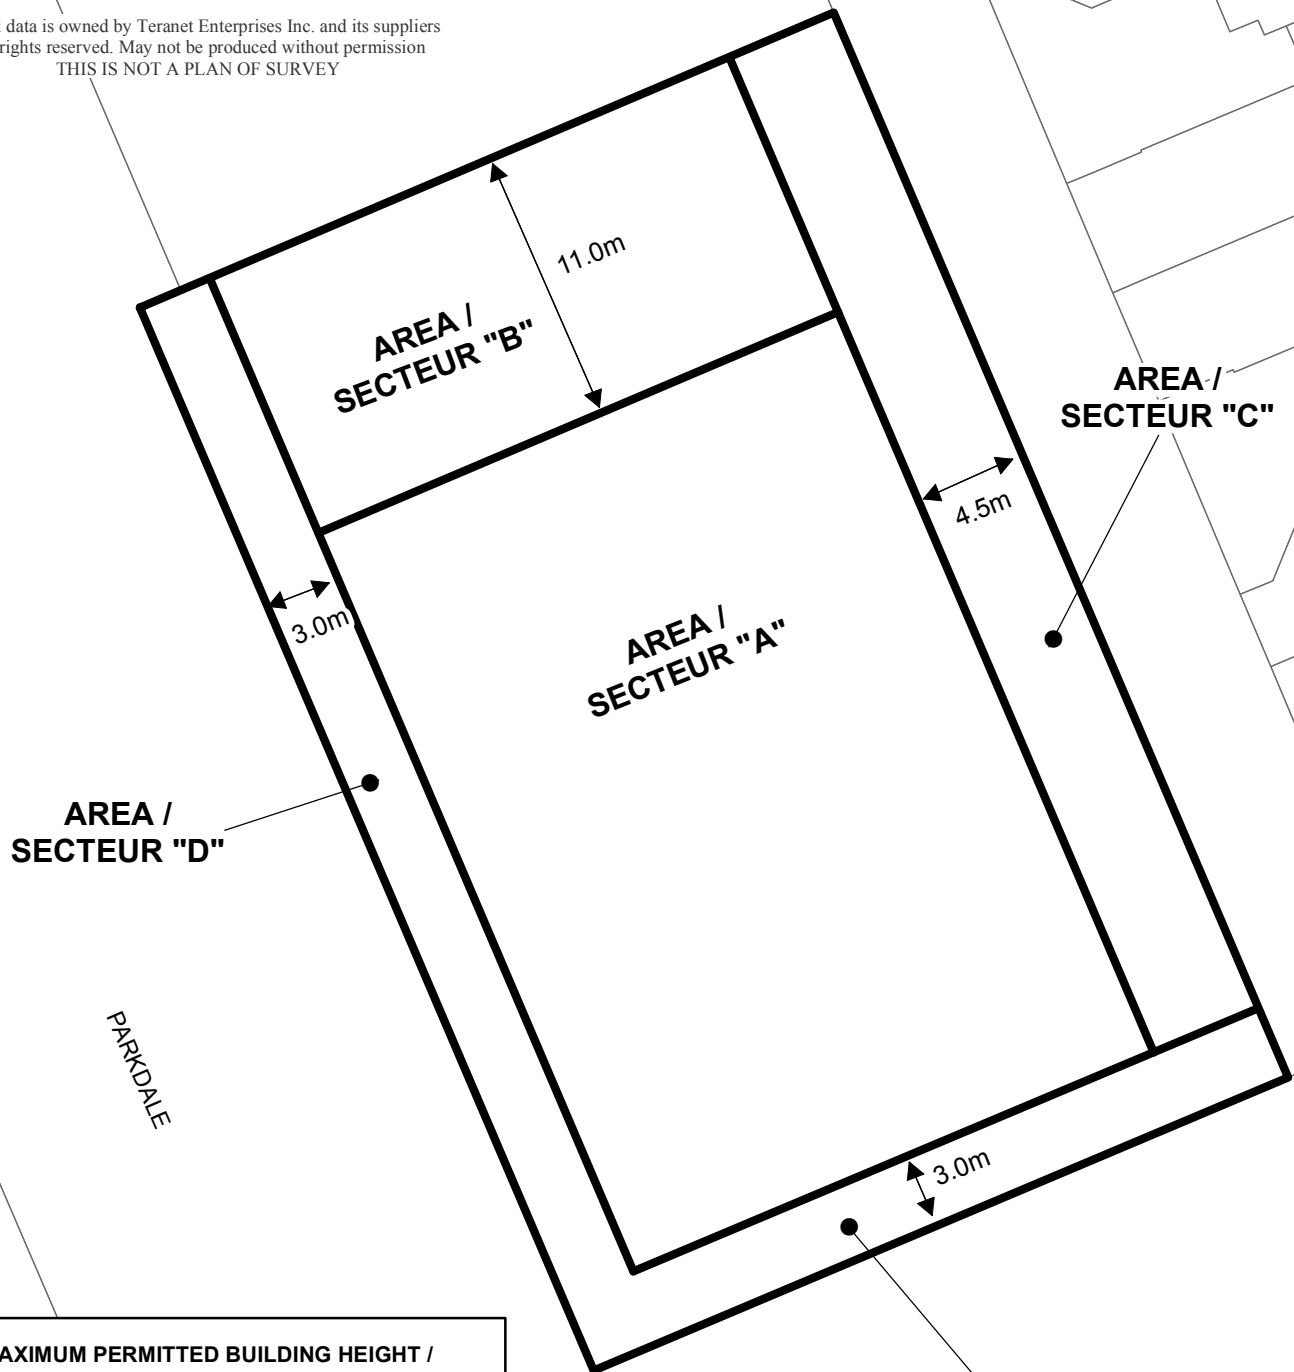 data is owned by Teranet Enterprises Inc. and its suppliers
rights reserved. May not be produced without permission
THIS IS NOT A PLAN OF SURVEY
11.0m
AREA /
SECTEUR "B"
AREA /
SECTEUR "C"
4.5m
3.0m
AREA /
SECTEUR "A"
AREA /
SECTEUR "D"
PARKDALE
3.0m
AXIMUM PERMITTED BUILDING HEIGHT /